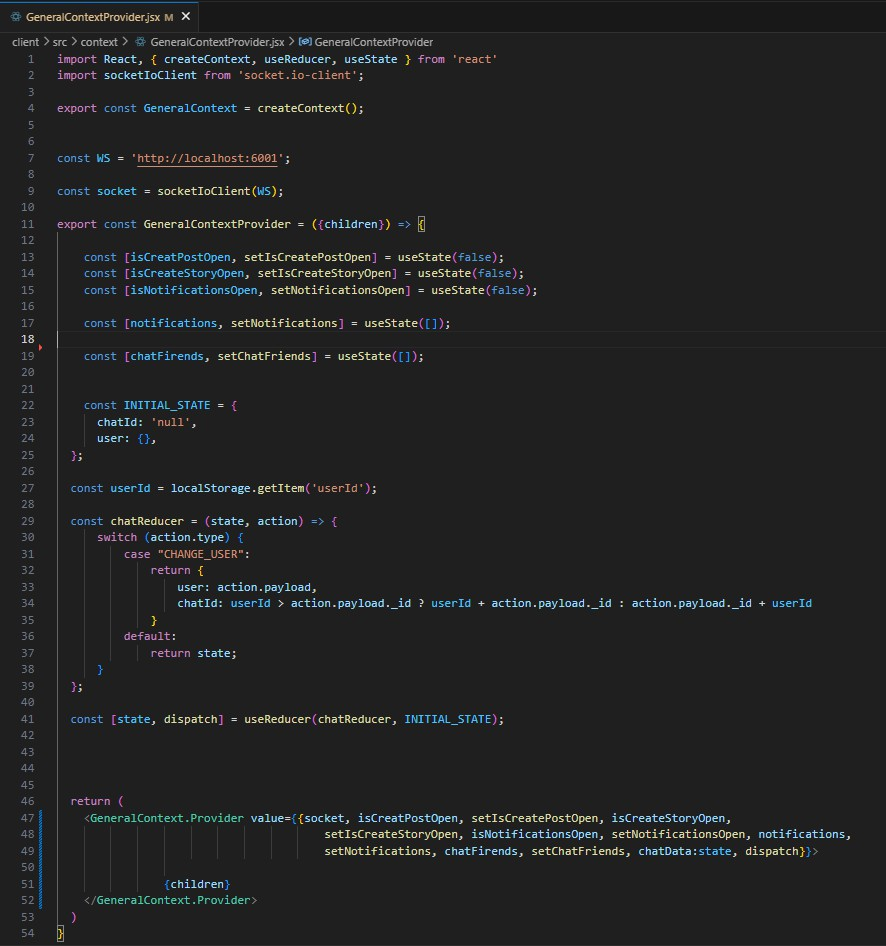 GeneralContextProvider.jsx M ✕
client > src > context > GeneralContextProvider.jsx > GeneralContextProvider
1 import React, { createContext, useReducer, useState } from 'react'
2 import socketIoClient from 'socket.io-client';
3
4 export const GeneralContext = createContext();
5
6
7 const WS = 'http://localhost:6001';
8
9 const socket = socketIoClient(WS);
10
11 export const GeneralContextProvider = ({children}) => {
12
13     const [isCreatPostOpen, setIsCreatePostOpen] = useState(false);
14     const [isCreateStoryOpen, setIsCreateStoryOpen] = useState(false);
15     const [isNotificationsOpen, setNotificationsOpen] = useState(false);
16
17     const [notifications, setNotifications] = useState([]);
18
19     const [chatFirends, setChatFriends] = useState([]);
20
21
22     const INITIAL_STATE = {
23       chatId: 'null',
24       user: {},
25   };
26
27   const userId = localStorage.getItem('userId');
28
29   const chatReducer = (state, action) => {
30       switch (action.type) {
31           case "CHANGE_USER":
32               return {
33                   user: action.payload,
34                   chatId: userId > action.payload._id ? userId + action.payload._id : action.payload._id + userId
35               }
36           default:
37               return state;
38       }
39   };
40
41   const [state, dispatch] = useReducer(chatReducer, INITIAL_STATE);
42
43
44
45
46   return (
47     <GeneralContext.Provider value={{socket, isCreatPostOpen, setIsCreatePostOpen, isCreateStoryOpen,
48                                         setIsCreateStoryOpen, isNotificationsOpen, setNotificationsOpen, notifications,
49                                         setNotifications, chatFirends, setChatFriends, chatData:state, dispatch}}>
50
51                 {children}
52     </GeneralContext.Provider>
53   )
54 }